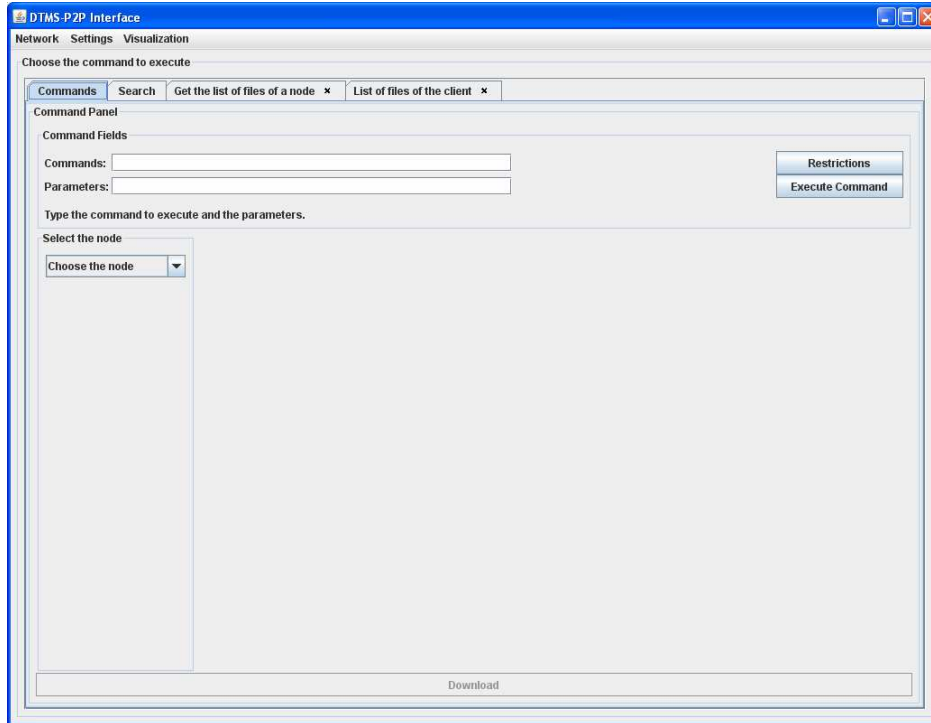 DTMS-P2P Interface
Network Settings Visualization
Choose the command to execute
Commands Search Get the list of files of a node × List of files of the client ×
Command Panel
Command Fields
Commands: Restrictions
Parameters: Execute Command
Type the command to execute and the parameters.
Select the node
Choose the node
Download